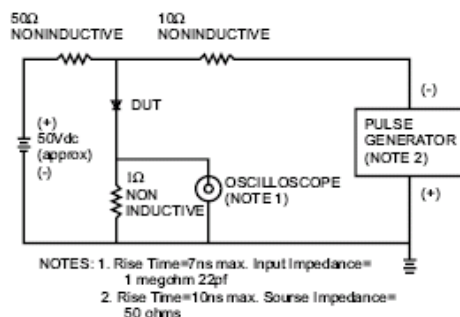 50Ω
NONINDUCTIVE
10Ω
NONINDUCTIVE
(+)
50Vdc
(approx)
(-)
DUT
1Ω
NON
INDUCTIVE
OSCILLOSCOPE
(NOTE 1)
(-)
PULSE
GENERATOR
(NOTE 2)
(+)
NOTES: 1. Rise Time=7ns max. Input Impedance=
1 megohm 22pf
2. Rise Time=10ns max. Sourse Impedance=
50 ohms